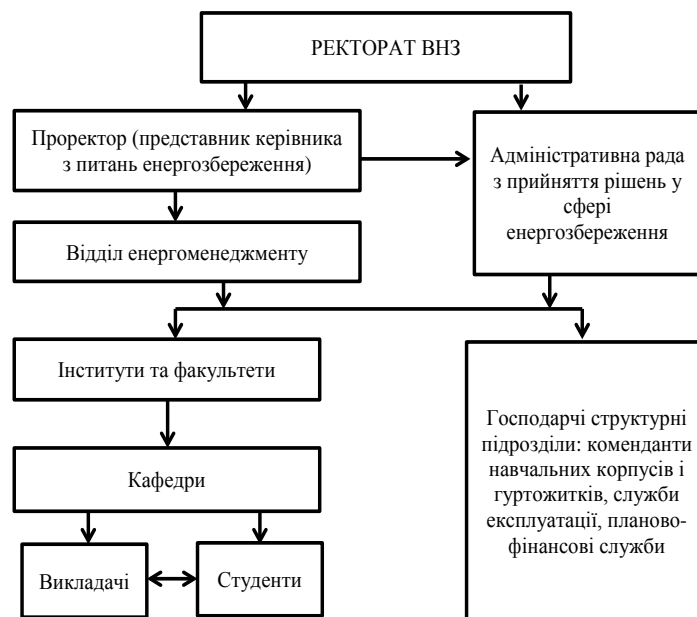 РЕКТОРАТ ВНЗ
Проректор (представник керівника
з питань енергозбереження)
Адміністративна рада
з прийняття рішень у
сфері
енергозбереження
Відділ енергоменеджменту
Інститути та факультети
Господарчі структурні
підрозділи: коменданти
навчальних корпусів і
гуртожитків, служби
експлуатації, планово-
фінансові служби
Кафедри
Викладачі
Студенти